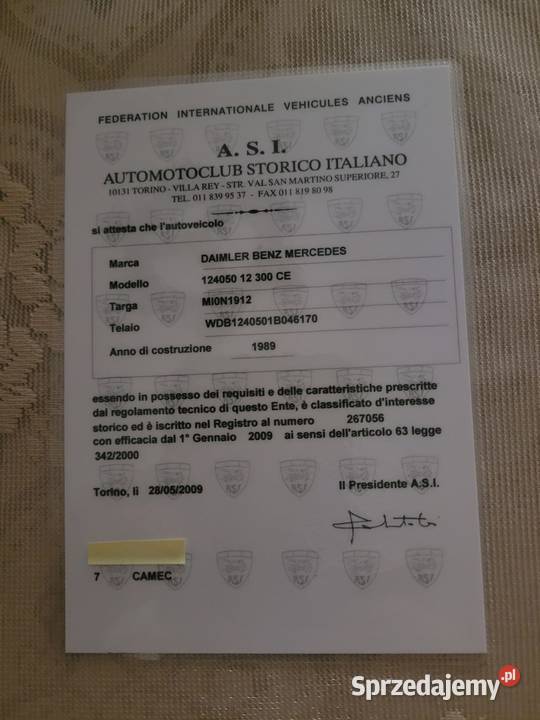 FEDERATION INTERNATIONALE VEHICULES ANCIENS
A. S. I.
AUTOMOTOCLUB STORICO ITALIANO
10131 TORINO - VILLA REY - STR. VAL SAN MARTINO SUPERIORE, 27
TEL. 011 839 95 37 - FAX 011 819 80 98
si attesta che l'autoveicolo
Marca DAIMLER BENZ MERCEDES
Modello 124050 12 300 CE
Targa MI0N1912
Telaio WDB1240501B046170
Anno di costruzione 1989
essendo in possesso dei requisiti e delle caratteristiche prescritte
dal regolamento tecnico di questo Ente, è classificato d'interesse
storico ed è iscritto nel Registro al numero 267056
con efficacia dal 1° Gennaio 2009 ai sensi dell'articolo 63 legge
342/2000
Torino, lì 28/05/2009 Il Presidente A.S.I.
7 CAMEC
Sprzedajemy.pl